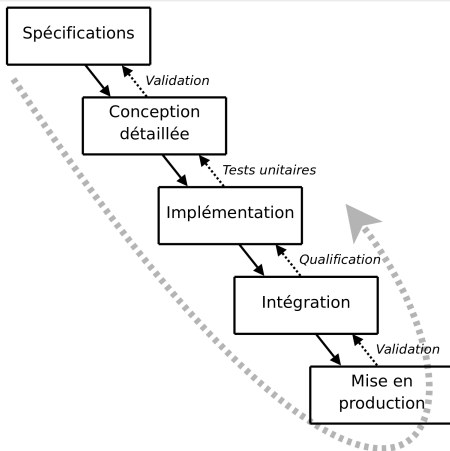 Spécifications
Validation
Conception
détaillée
Tests unitaires
Implémentation
Qualification
Intégration
Validation
Mise en
production